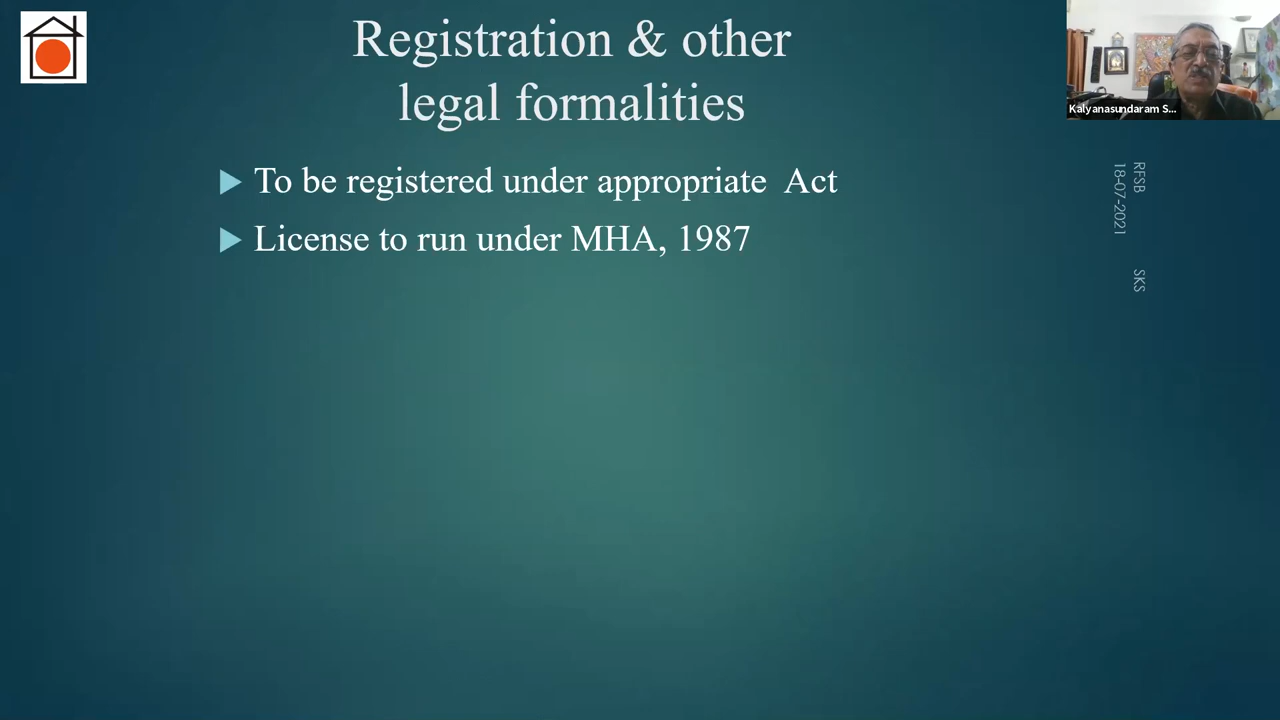 Registration & other
legal formalities
Kalyanasundaram S...
To be registered under appropriate Act
License to run under MHA, 1987
RFSB SKS
18-07-2021